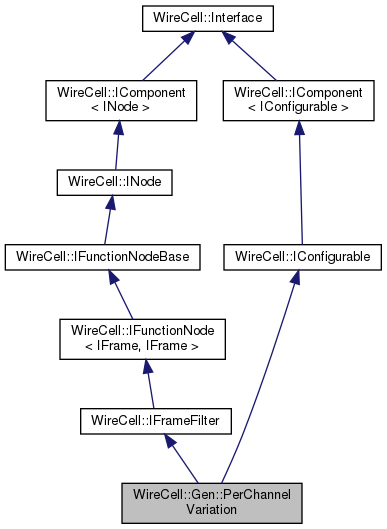 WireCell::Interface
WireCell::IComponent
< INode >
WireCell::IComponent
< IConfigurable >
WireCell::INode
WireCell::IFunctionNodeBase
WireCell::IConfigurable
WireCell::IFunctionNode
< IFrame, IFrame >
WireCell::IFrameFilter
WireCell::Gen::PerChannel
Variation